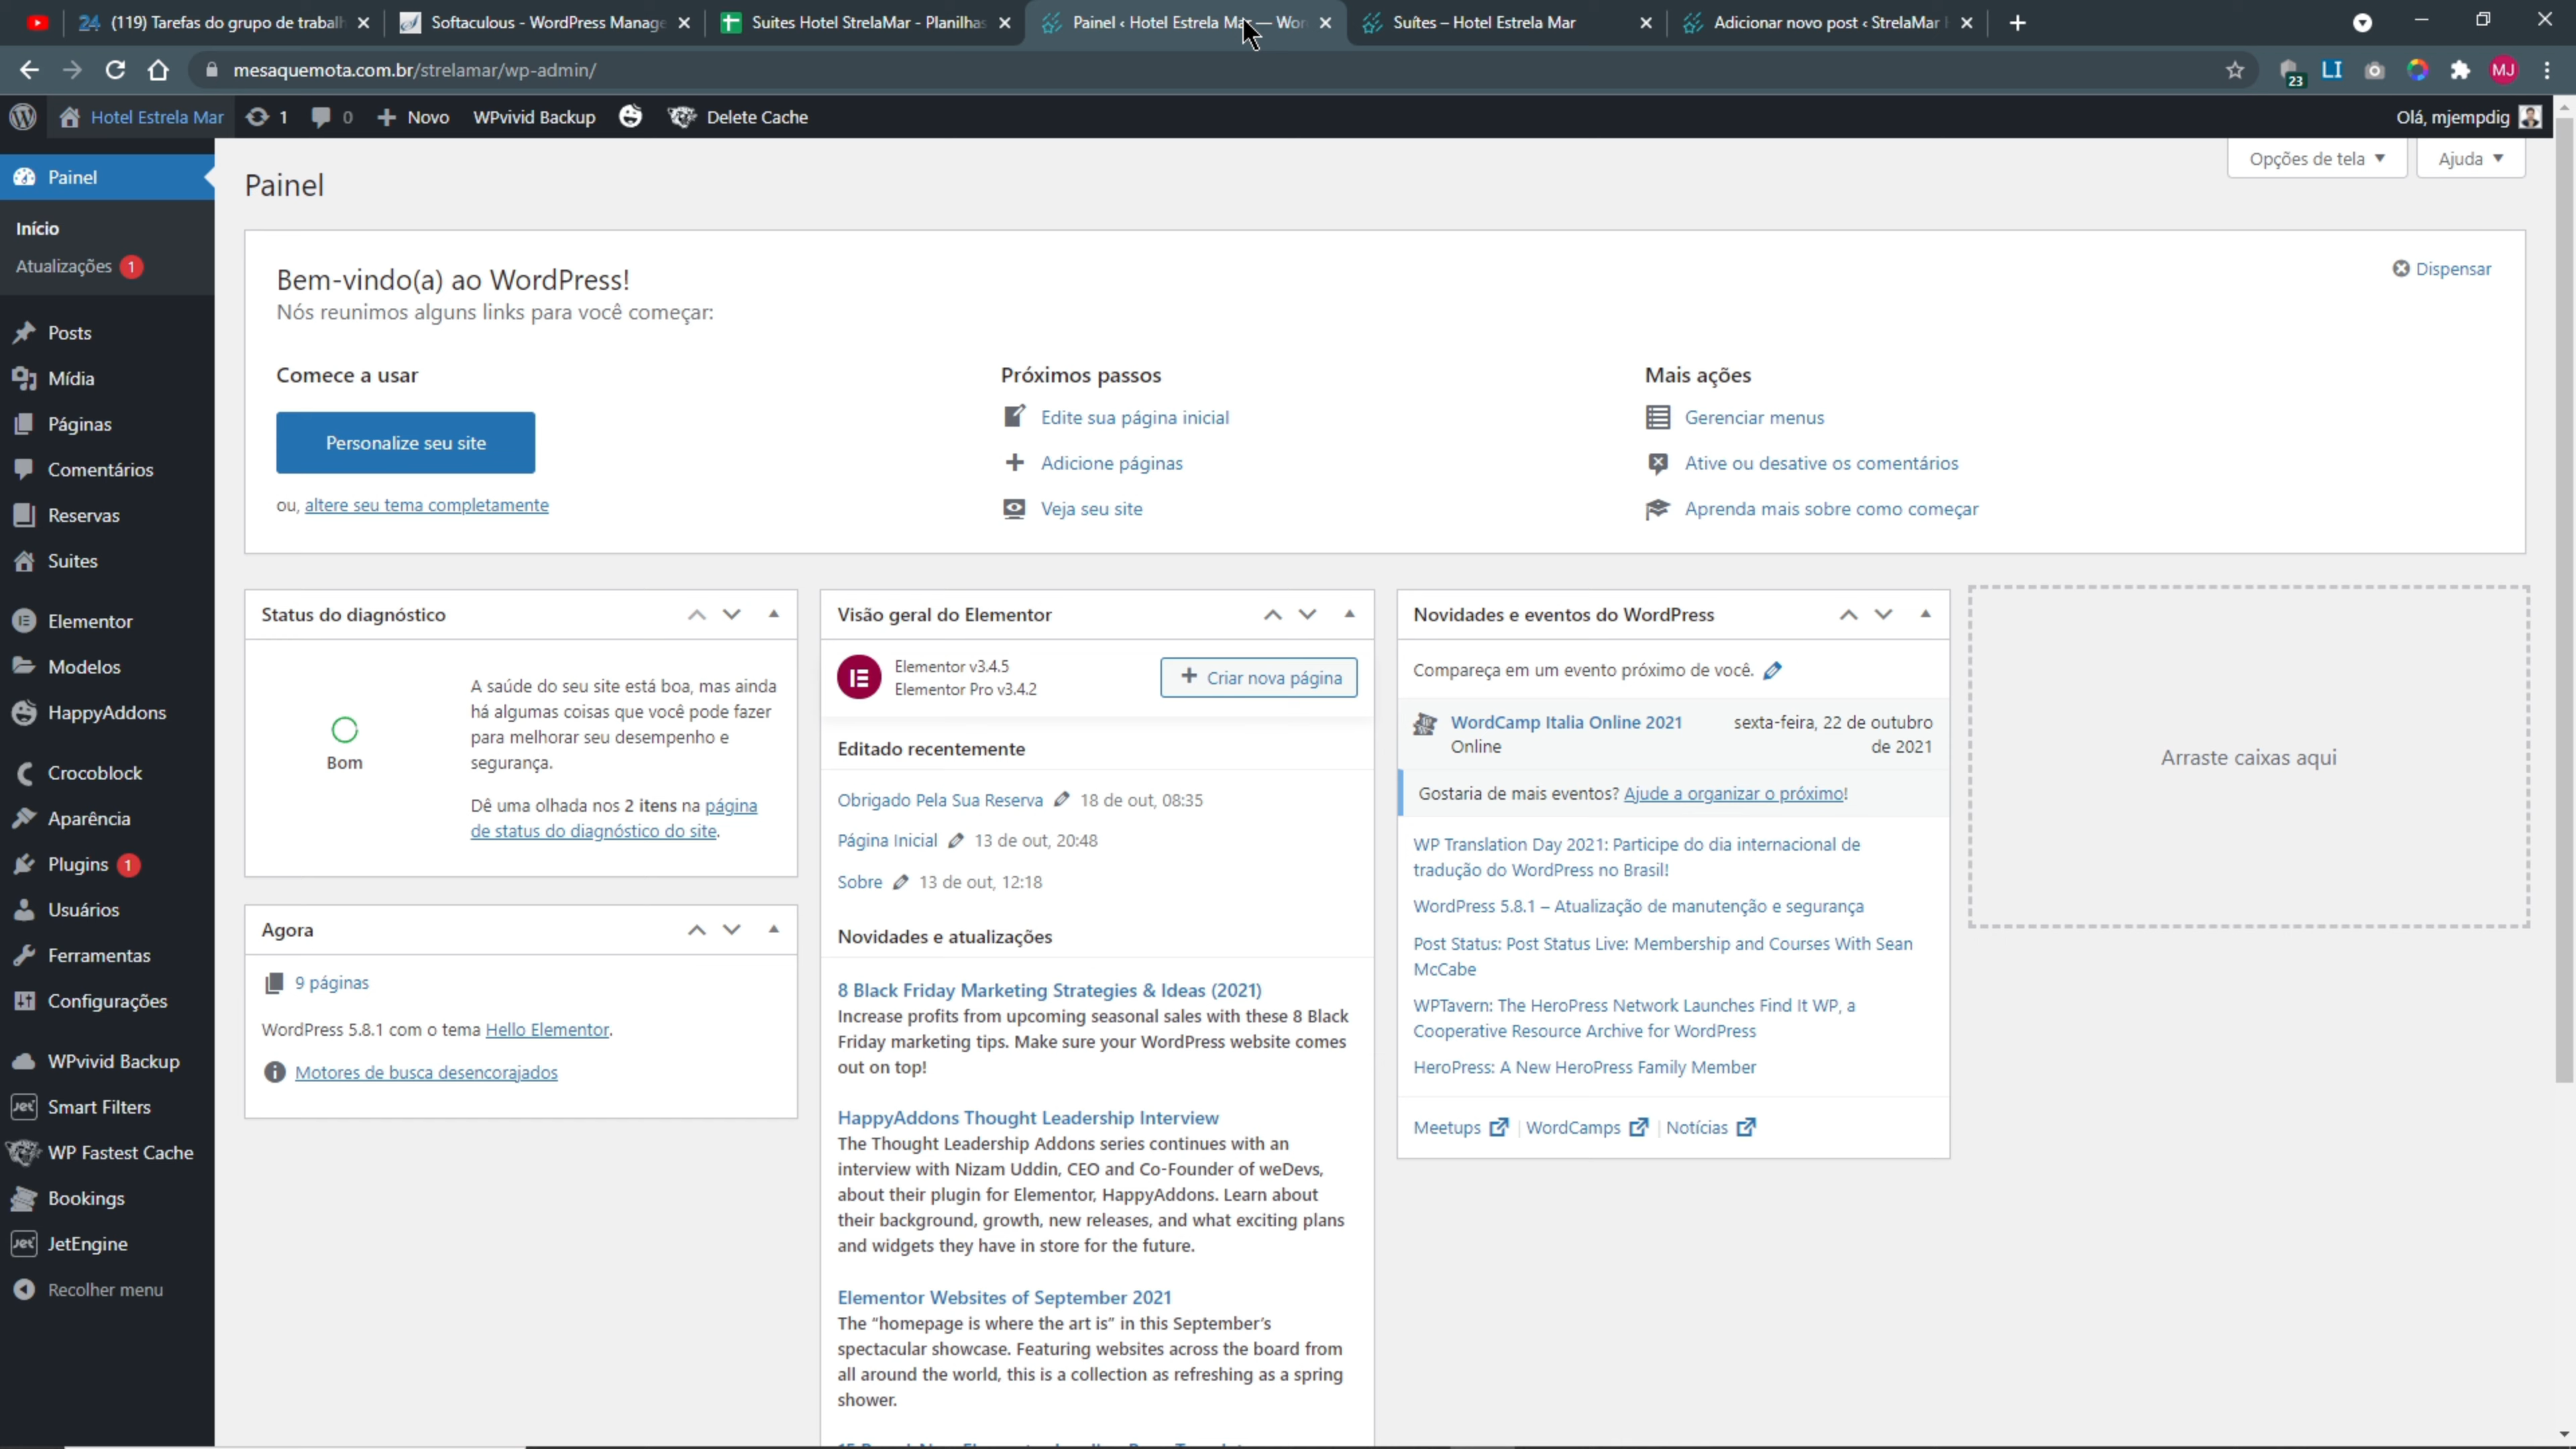 24 (119) Tarefas do grupo de trabal
Softaculous - WordPress Manage
Suites Hotel StrelaMar - Planilhas
Painel ‹ Hotel Estrela Mar — Wor
Suítes – Hotel Estrela Mar
Adicionar novo post ‹ StrelaMar
mesaquemota.com.br/strelamar/wp-admin/
23
LI
MJ
Hotel Estrela Mar
1
0
Novo
WPvivid Backup
Delete Cache
Olá, mjempdig
Painel
Início
Atualizações 1
Posts
Mídia
Páginas
Comentários
Reservas
Suites
Elementor
Modelos
HappyAddons
Crocoblock
Aparência
Plugins 1
Usuários
Ferramentas
Configurações
WPvivid Backup
Jet Smart Filters
WP Fastest Cache
Bookings
Jet JetEngine
Recolher menu
Painel
Opções de tela
Ajuda
Bem-vindo(a) ao WordPress!
Nós reunimos alguns links para você começar:
Dispensar
Comece a usar
Personalize seu site
ou, altere seu tema completamente
Próximos passos
Edite sua página inicial
Adicione páginas
Veja seu site
Mais ações
Gerenciar menus
Ative ou desative os comentários
Aprenda mais sobre como começar
Status do diagnóstico
Bom
A saúde do seu site está boa, mas ainda
há algumas coisas que você pode fazer
para melhorar seu desempenho e
segurança.
Dê uma olhada nos 2 itens na página
de status do diagnóstico do site.
Agora
9 páginas
WordPress 5.8.1 com o tema Hello Elementor.
Motores de busca desencorajados
Visão geral do Elementor
Elementor v3.4.5
Elementor Pro v3.4.2
Criar nova página
Editado recentemente
Obrigado Pela Sua Reserva 18 de out, 08:35
Página Inicial 13 de out, 20:48
Sobre 13 de out, 12:18
Novidades e atualizações
8 Black Friday Marketing Strategies & Ideas (2021)
Increase profits from upcoming seasonal sales with these 8 Black
Friday marketing tips. Make sure your WordPress website comes
out on top!
HappyAddons Thought Leadership Interview
The Thought Leadership Addons series continues with an
interview with Nizam Uddin, CEO and Co-Founder of weDevs,
about their plugin for Elementor, HappyAddons. Learn about
their background, growth, new releases, and what exciting plans
and widgets they have in store for the future.
Elementor Websites of September 2021
The “homepage is where the art is” in this September’s
spectacular showcase. Featuring websites across the board from
all around the world, this is a collection as refreshing as a spring
shower.
Novidades e eventos do WordPress
Compareça em um evento próximo de você.
WordCamp Italia Online 2021 sexta-feira, 22 de outubro
Online de 2021
Gostaria de mais eventos? Ajude a organizar o próximo!
WP Translation Day 2021: Participe do dia internacional de
tradução do WordPress no Brasil!
WordPress 5.8.1 – Atualização de manutenção e segurança
Post Status: Post Status Live: Membership and Courses With Sean
McCabe
WPTavern: The HeroPress Network Launches Find It WP, a
Cooperative Resource Archive for WordPress
HeroPress: A New HeroPress Family Member
Meetups | WordCamps | Notícias
Arraste caixas aqui